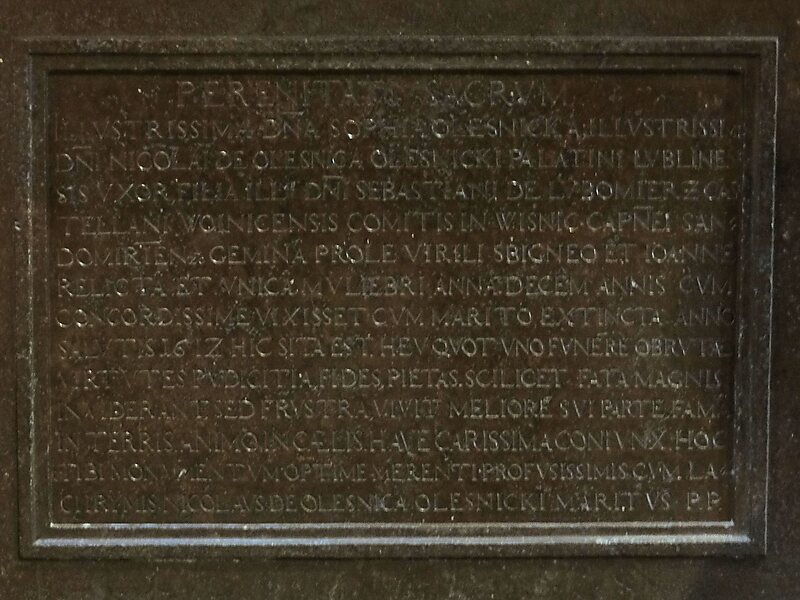 PERENITATI SACRVM
ILLVSTRISSIMA DNA SOPHIA OLESNICKA, ILLVSTRISSI
DNI NICOLAI DE OLESNICA OLESNICKI PALATINI LVBLINE
SIS VXOR FILIA ILLMI DNI SEBASTIANI DE LVBOMIERZ CAS
TELLANI WOINICENSIS COMITIS IN WISNIC CAPNEI SAN
DOMIRIEN GEMINA PROLE VIRILI SBIGNEO ET IOANNE
RELICTA ET VNICA MVLIEBRI ANNA DECEM ANNIS CVM
CONCORDISSIME VIXISSET CVM MARITO EXTINCTA ANNO
SALVTIS 1612 HIC SITA EST. HEV QVOT VNO FVNERE OBRVTAE
VIRTVTES PVDICITIA, FIDES, PIETAS. SCILICET FATA MAGNIS
INVIDERANT SED FRVSTRA, VIVIT MELIORE SVI PARTE, FAMA
IN TERRIS ANIMO IN CÆLIS. HAVE CARISSIMA CONIVNX. HOC
TIBI MONVMENTVM OPTIME MERENTI PROFVSISSIMIS CVM LA
CHRYMIS NICOLAVS DE OLESNICA OLESNICKI MARITVS. P.P.